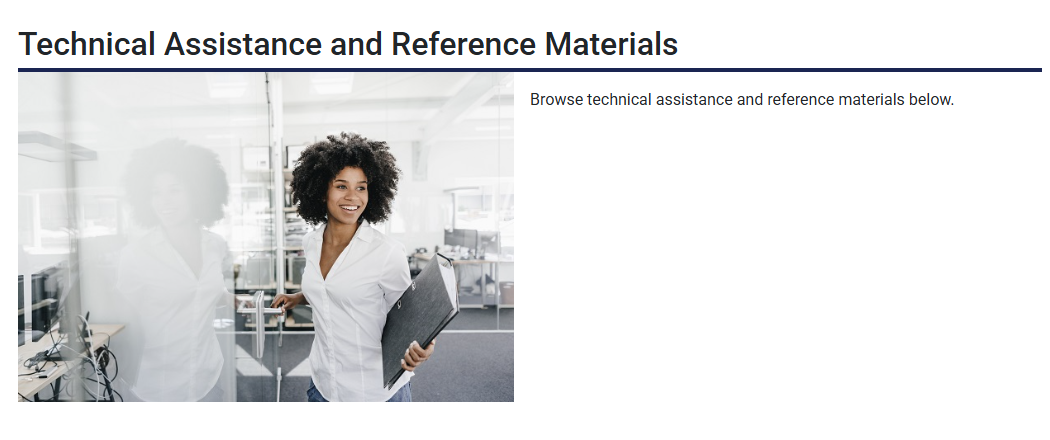 Technical Assistance and Reference Materials
Browse technical assistance and reference materials below.